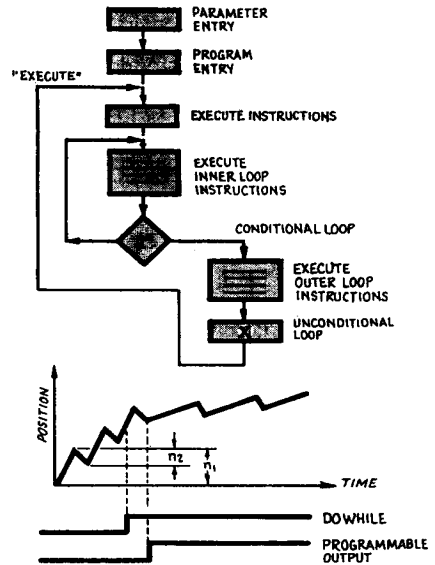 PARAMETER
ENTRY
PROGRAM
ENTRY
"EXECUTE"
EXECUTE INSTRUCTIONS
EXECUTE
INNER LOOP
INSTRUCTIONS
CONDITIONAL LOOP
EXECUTE
OUTER LOOP
INSTRUCTIONS
UNCONDITIONAL
LOOP
X
POSITION
n2
n1
TIME
DOWHILE
PROGRAMMABLE
OUTPUT